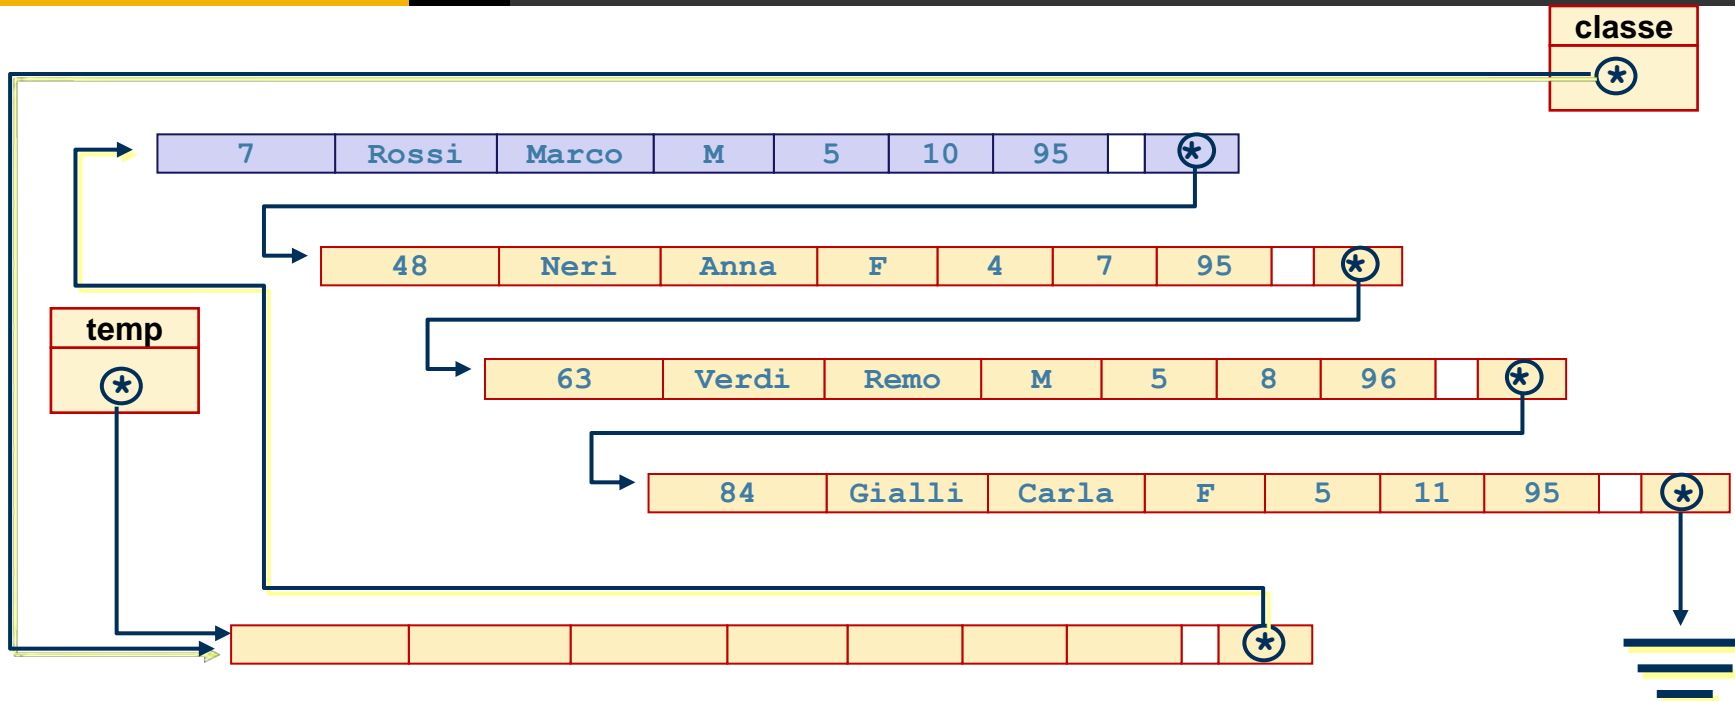 classe
*
7 Rossi Marco M 5 10 95 *
48 Neri Anna F 4 7 95 *
temp
*
63 Verdi Remo M 5 8 96 *
84 Gialli Carla F 5 11 95 *
*